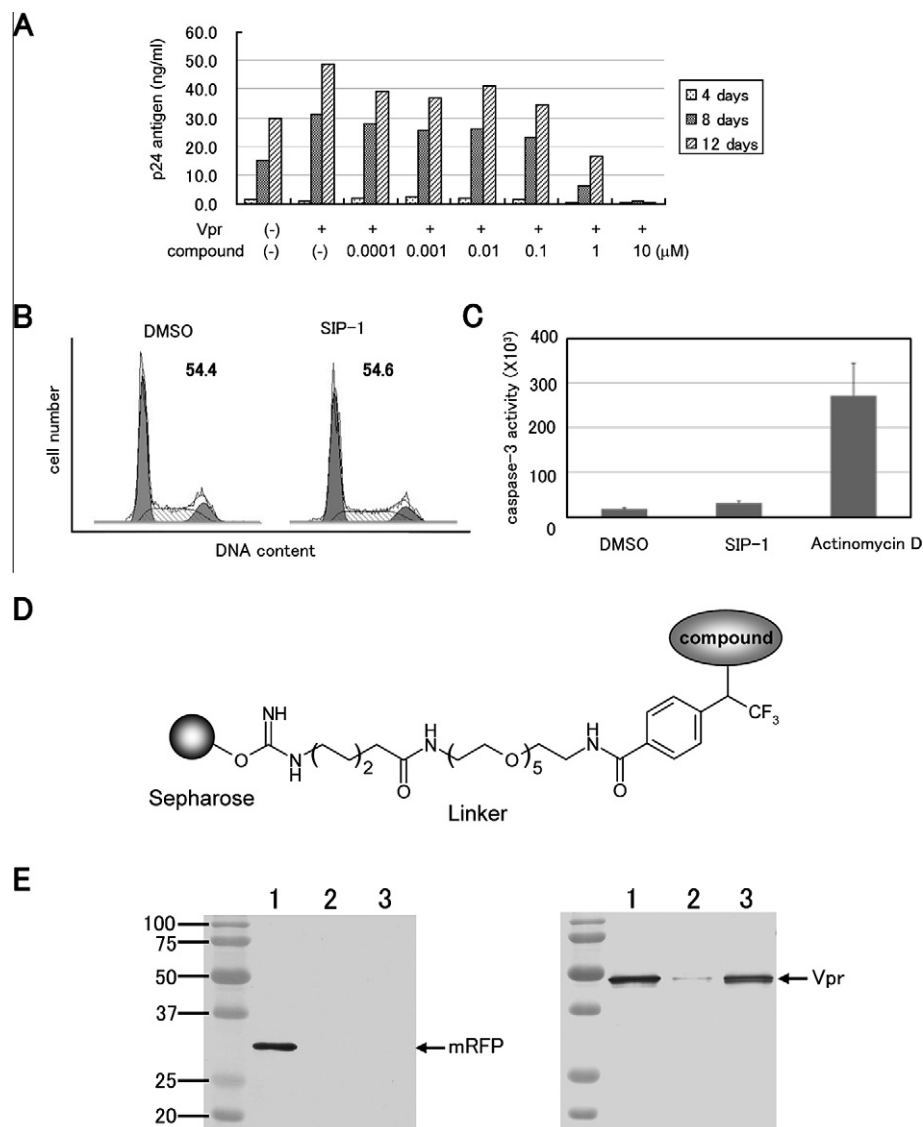 A
p24 antigen (ng/ml)
60.0
50.0
40.0
30.0
20.0
10.0
0.0
4 days
8 days
12 days
Vpr (-) + + + + + + +
compound (-) (-) 0.0001 0.001 0.01 0.1 1 10 (μM)
B
DMSO
SIP-1
54.4
54.6
cell number
DNA content
C
caspase-3 activity (X10³)
400
300
200
100
0
DMSO SIP-1 Actinomycin D
D
compound
CF3
NH
O
N
H
2
O
H
N
O
5
H
N
O
Sepharose
Linker
E
1 2 3
100
75
50
37
25
20
mRFP
1 2 3
Vpr